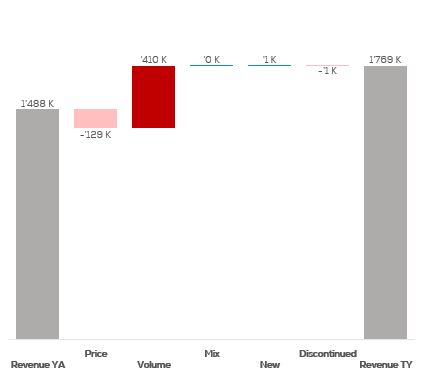 '410 K
'0 K
'1 K
1'769 K
-'1 K
1'488 K
-'129 K
Price
Mix
Discontinued
Revenue YA
Volume
New
Revenue TY